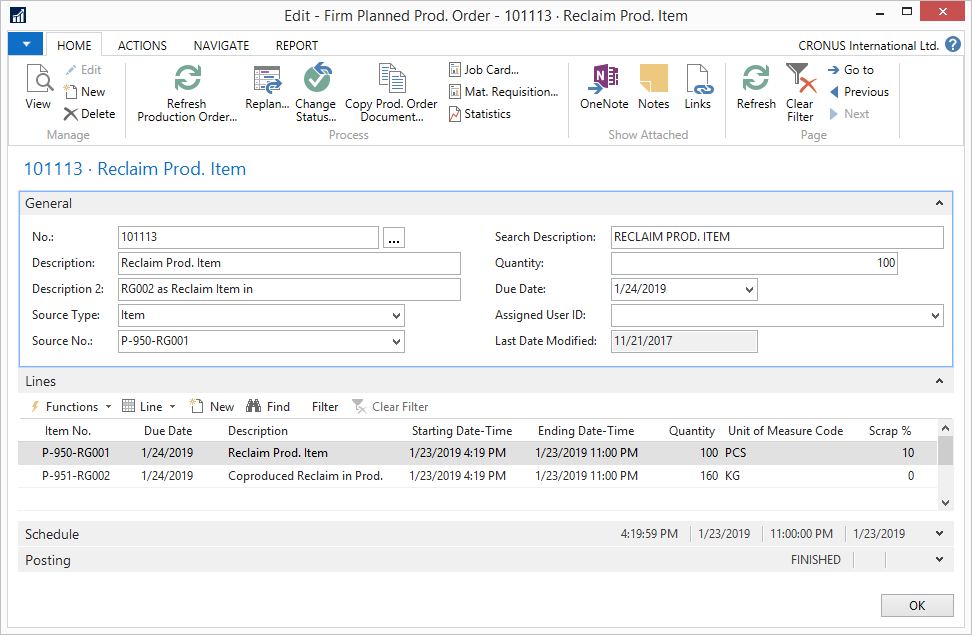 Edit - Firm Planned Prod. Order - 101113 · Reclaim Prod. Item
HOME ACTIONS NAVIGATE REPORT CRONUS International Ltd. ?
View
Edit
New
Delete
Manage
Refresh Production Order...
Replan...
Change Status...
Copy Prod. Order Document...
Job Card...
Mat. Requisition...
Statistics
Process
OneNote
Notes
Links
Show Attached
Refresh
Clear Filter
Go to
Previous
Next
Page
101113 · Reclaim Prod. Item
General
No.: 101113 ...
Description: Reclaim Prod. Item
Description 2: RG002 as Reclaim Item in
Source Type: Item
Source No.: P-950-RG001
Search Description: RECLAIM PROD. ITEM
Quantity: 100
Due Date: 1/24/2019
Assigned User ID:
Last Date Modified: 11/21/2017
Lines
Functions Line New Find Filter Clear Filter
Item No. Due Date Description Starting Date-Time Ending Date-Time Quantity Unit of Measure Code Scrap %
P-950-RG001 1/24/2019 Reclaim Prod. Item 1/23/2019 4:19 PM 1/23/2019 11:00 PM 100 PCS 10
P-951-RG002 1/24/2019 Coproduced Reclaim in Prod. 1/23/2019 4:19 PM 1/23/2019 11:00 PM 160 KG 0
Schedule 4:19:59 PM 1/23/2019 11:00:00 PM 1/23/2019
Posting FINISHED
OK